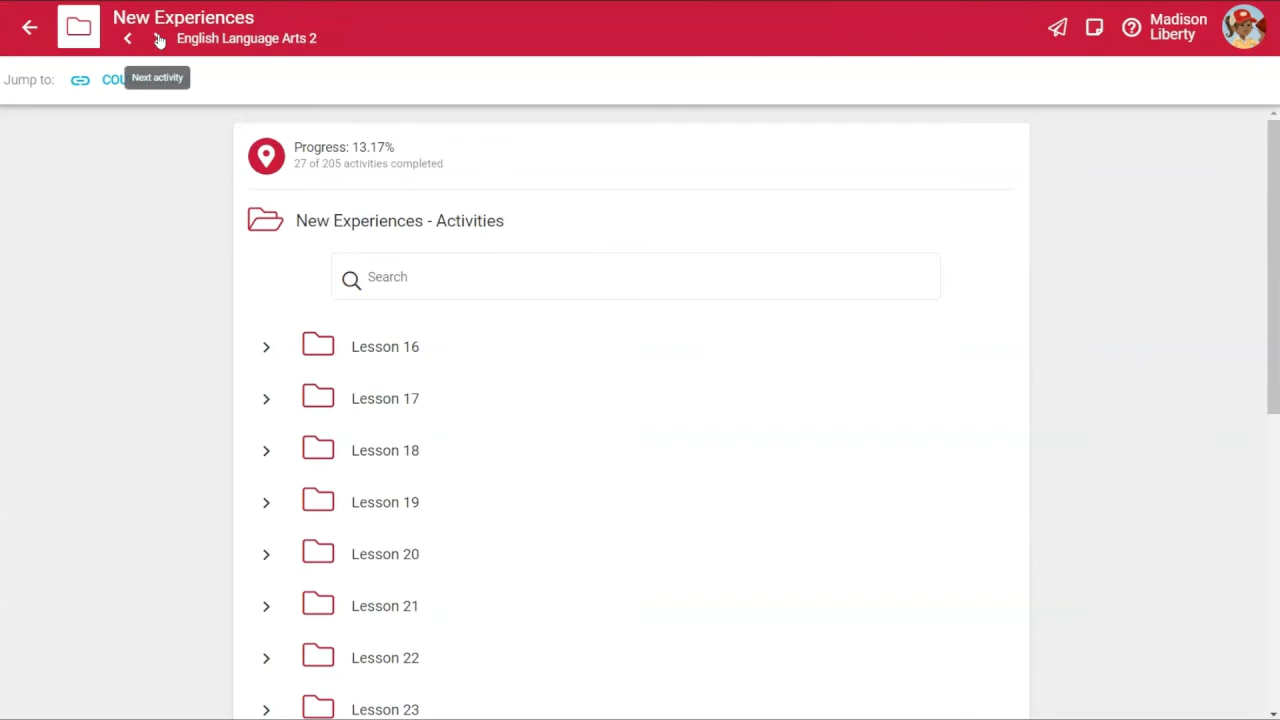 New Experiences
English Language Arts 2
Madison
Liberty
Jump to:
Next activity
Progress: 13.17%
27 of 205 activities completed
New Experiences - Activities
Search
Lesson 16
Lesson 17
Lesson 18
Lesson 19
Lesson 20
Lesson 21
Lesson 22
Lesson 23